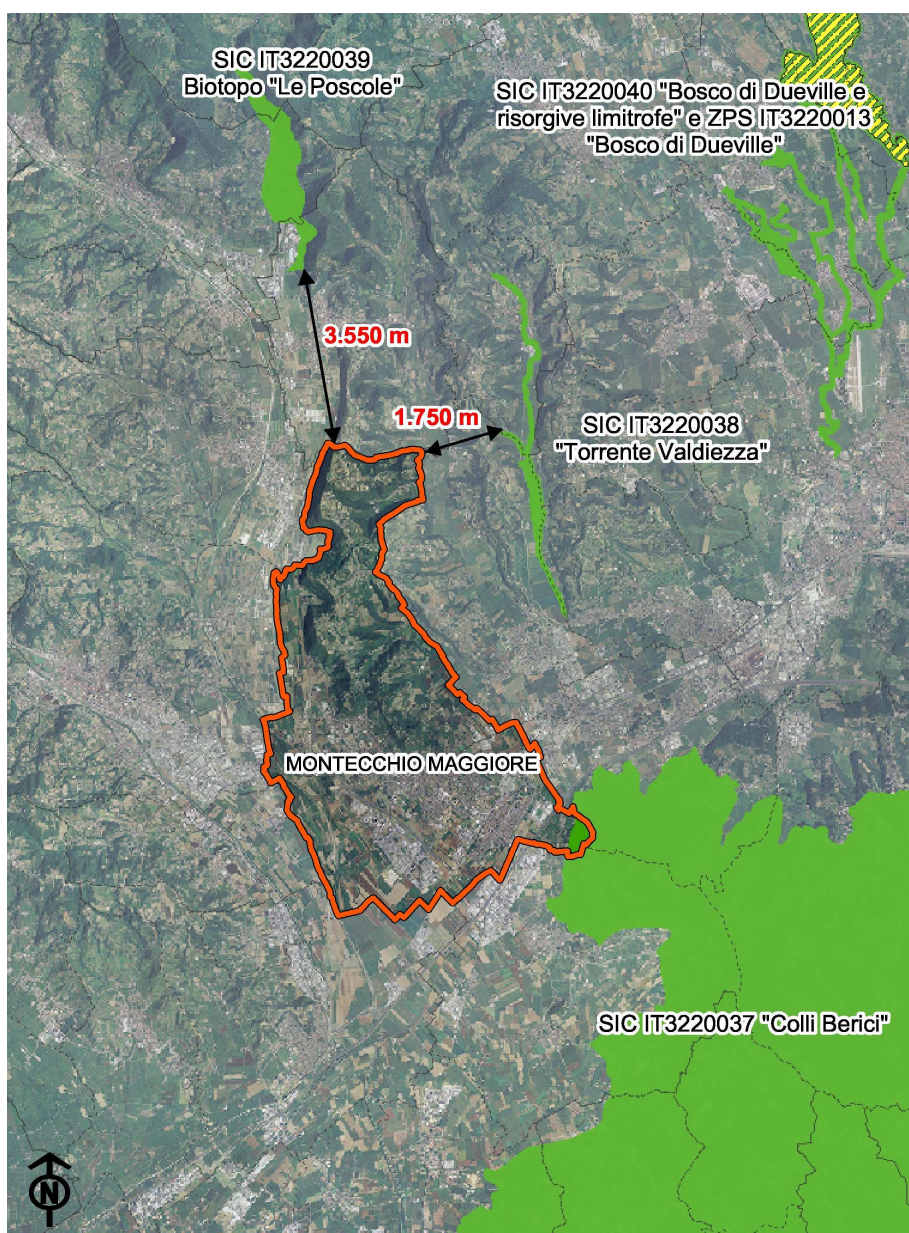 SIC IT3220039
Biotopo "Le Poscole"
SIC IT3220040 "Bosco di Dueville e
risorgive limitrofe" e ZPS IT3220013
"Bosco di Dueville"
3.550 m
1.750 m
SIC IT3220038
"Torrente Valdiezza"
MONTECCHIO MAGGIORE
SIC IT3220037 "Colli Berici"
N